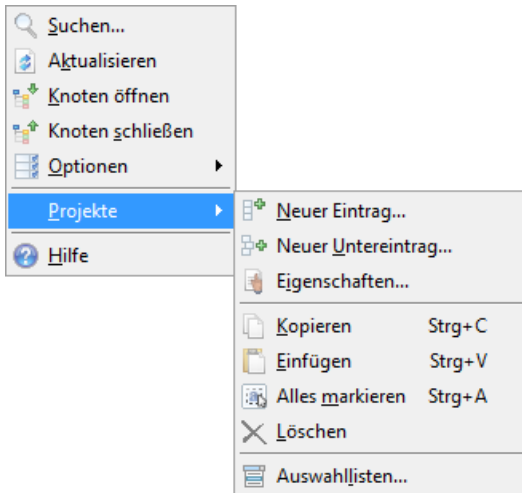 Suchen...
Aktualisieren
Knoten öffnen
Knoten schließen
Optionen
Projekte
Hilfe
Neuer Eintrag...
Neuer Untereintrag...
Eigenschaften...
Kopieren Strg+C
Einfügen Strg+V
Alles markieren Strg+A
Löschen
Auswahllisten...